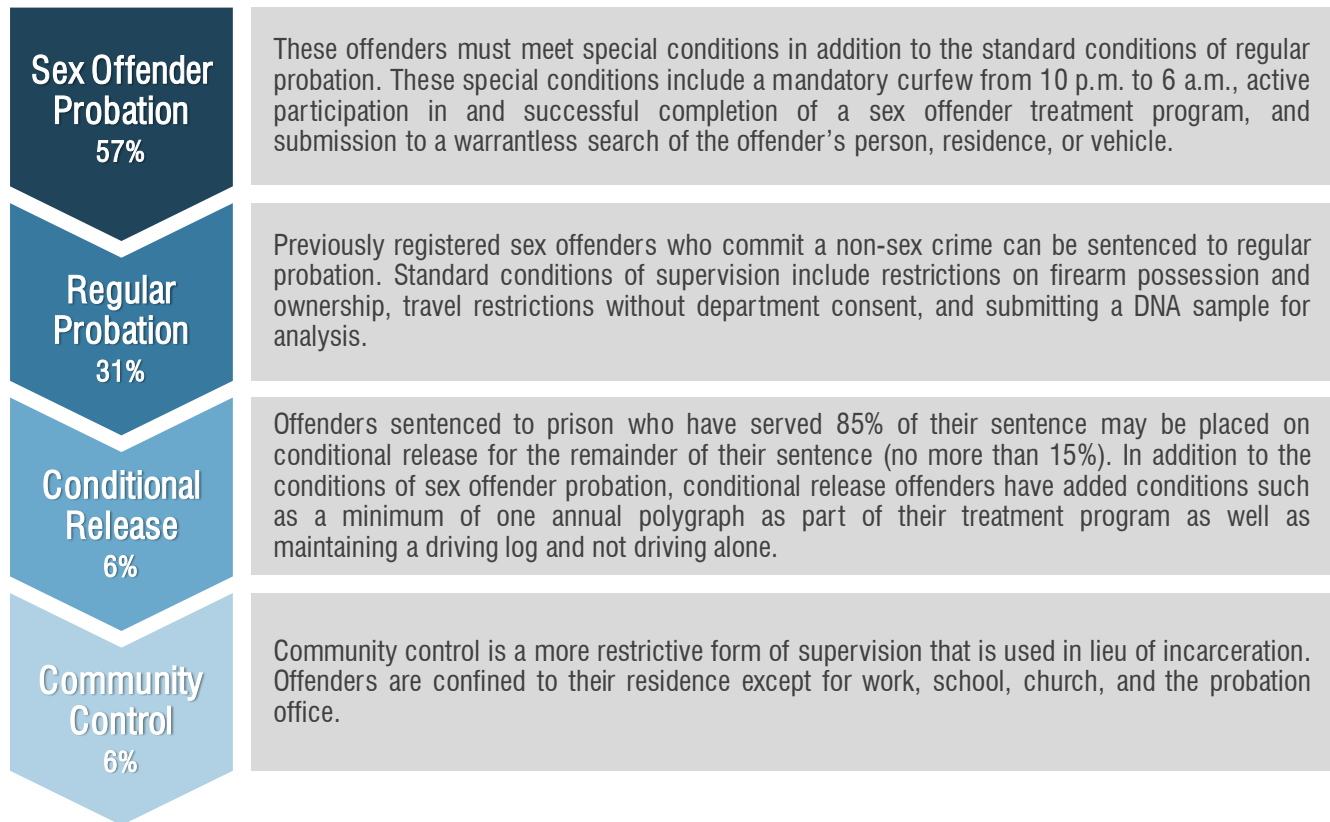 Sex Offender
Probation
57%
These offenders must meet special conditions in addition to the standard conditions of regular
probation. These special conditions include a mandatory curfew from 10 p.m. to 6 a.m., active
participation in and successful completion of a sex offender treatment program, and
submission to a warrantless search of the offender’s person, residence, or vehicle.
Regular
Probation
31%
Previously registered sex offenders who commit a non-sex crime can be sentenced to regular
probation. Standard conditions of supervision include restrictions on firearm possession and
ownership, travel restrictions without department consent, and submitting a DNA sample for
analysis.
Conditional
Release
6%
Offenders sentenced to prison who have served 85% of their sentence may be placed on
conditional release for the remainder of their sentence (no more than 15%). In addition to the
conditions of sex offender probation, conditional release offenders have added conditions such
as a minimum of one annual polygraph as part of their treatment program as well as
maintaining a driving log and not driving alone.
Community
Control
6%
Community control is a more restrictive form of supervision that is used in lieu of incarceration.
Offenders are confined to their residence except for work, school, church, and the probation
office.